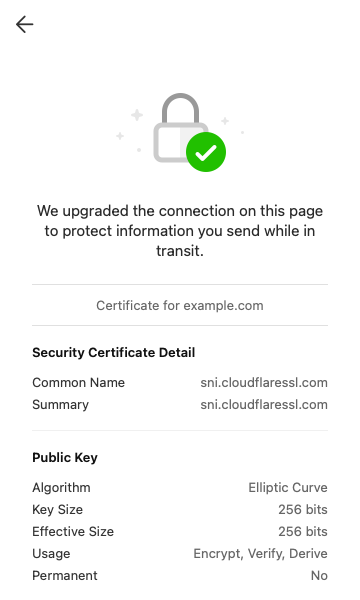 We upgraded the connection on this page
to protect information you send while in
transit.
Certificate for example.com
Security Certificate Detail
Common Name sni.cloudflaressl.com
Summary sni.cloudflaressl.com
Public Key
Algorithm Elliptic Curve
Key Size 256 bits
Effective Size 256 bits
Usage Encrypt, Verify, Derive
Permanent No